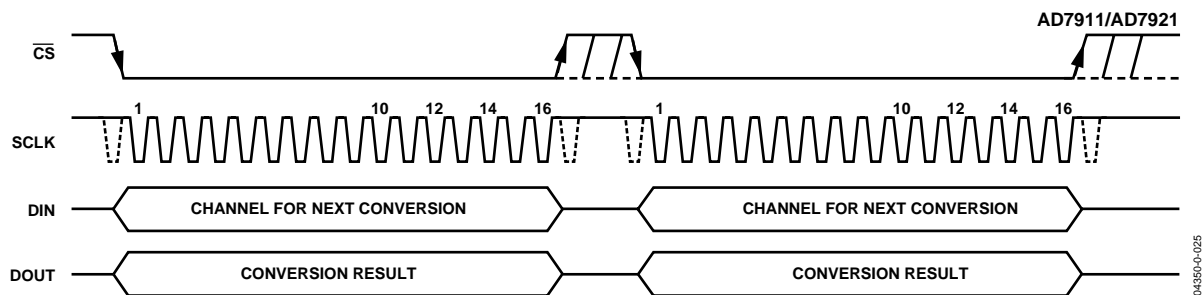 AD7911/AD7921
CS
1 10 12 14 16 1 10 12 14 16
SCLK
DIN CHANNEL FOR NEXT CONVERSION CHANNEL FOR NEXT CONVERSION
DOUT CONVERSION RESULT CONVERSION RESULT
04350-0-025